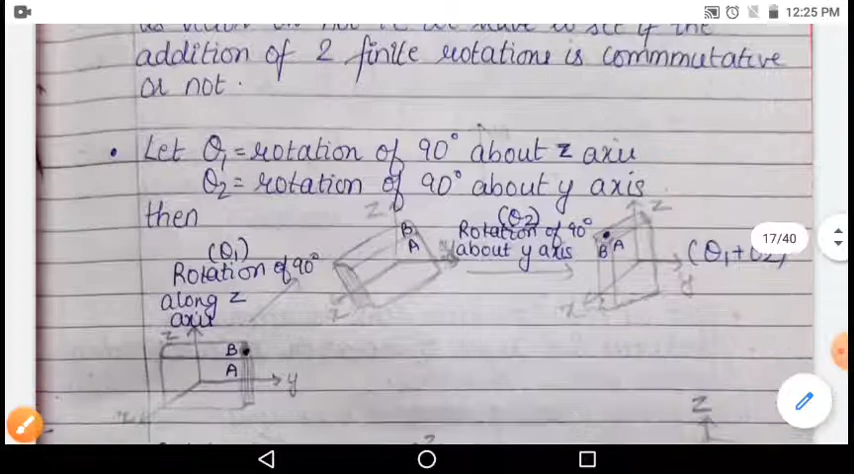 12:25 PM
addition of 2 finite rotations is commmutative
or not.
• Let θ1 = rotation of 90° about z axis
θ2 = rotation of 90° about y axis
then
(θ1)
Rotation of 90°
along z
axis
z
B
A
y
x
z
B
A
(θ2)
Rotation of 90°
about y axis
z
B A
y
x
(θ1+θ2)
17/40
z